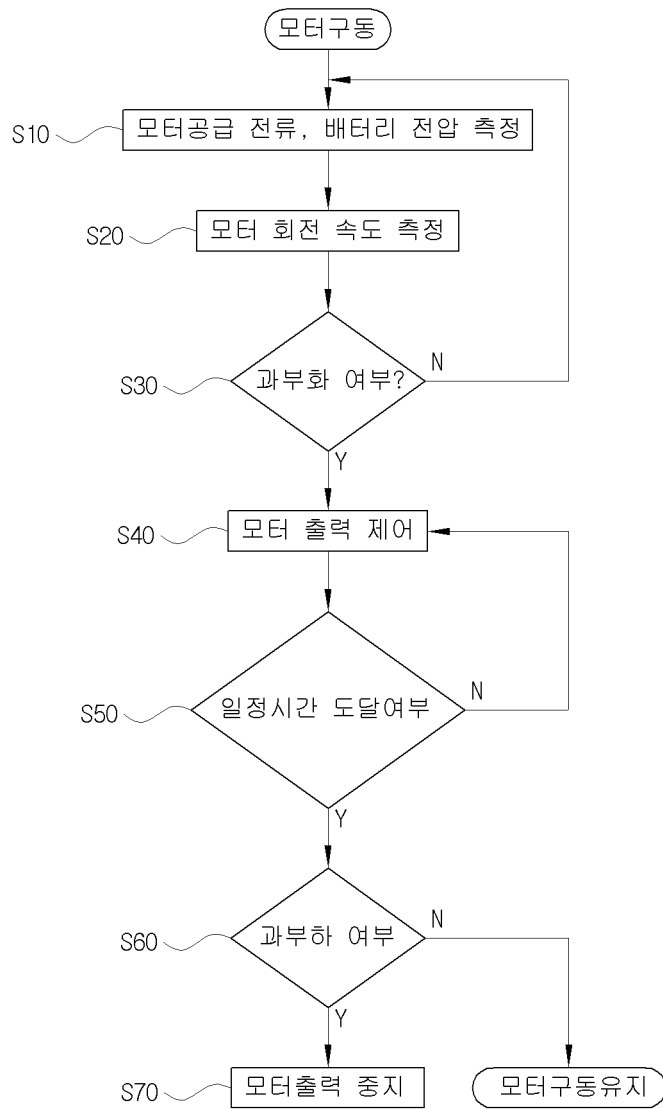 모터구동
S10
모터공급 전류, 배터리 전압 측정
S20
모터 회전 속도 측정
S30
과부화 여부?
N
Y
S40
모터 출력 제어
S50
일정시간 도달여부
N
Y
S60
과부하 여부
N
Y
S70
모터출력 중지
모터구동유지